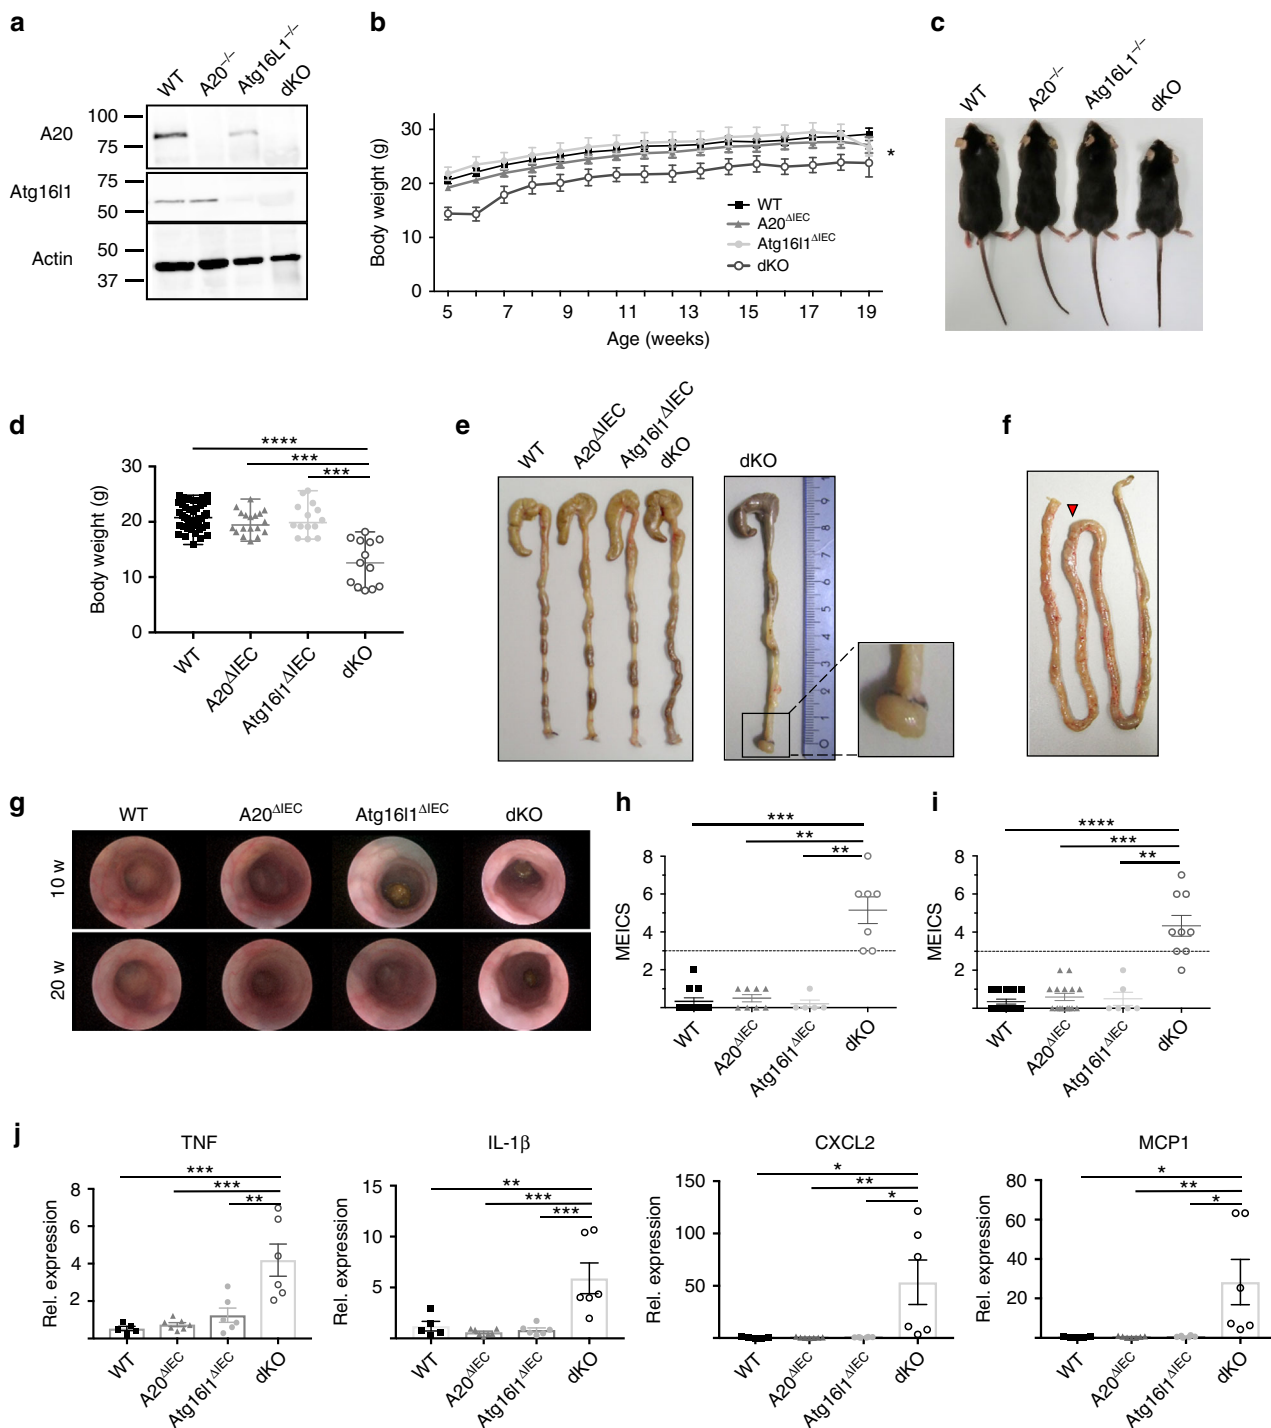 a
WT A20−/− Atg16L1−/− dKO
A20
100
75
Atg16l1
75
50
Actin
50
37
b
Body weight (g)
30
20
10
0
5 7 9 11 13 15 17 19
Age (weeks)
WT
A20ΔIEC
Atg16l1ΔIEC
dKO
*
c
WT A20−/− Atg16L1−/− dKO
d
Body weight (g)
30
20
10
0
****
***
***
WT A20ΔIEC Atg16l1ΔIEC dKO
e
WT A20ΔIEC Atg16l1ΔIEC dKO
dKO
f
g
WT A20ΔIEC Atg16l1ΔIEC dKO
10 w
20 w
h
MEICS
8
6
4
2
***
**
**
WT A20ΔIEC Atg16l1ΔIEC dKO
i
MEICS
8
6
4
2
0
****
***
**
WT A20ΔIEC Atg16l1ΔIEC dKO
j
TNF
Rel. expression
8
6
4
2
***
***
**
WT A20ΔIEC Atg16l1ΔIEC dKO
IL-1β
Rel. expression
15
10
5
0
**
***
***
WT A20ΔIEC Atg16l1ΔIEC dKO
CXCL2
Rel. expression
150
100
50
0
*
**
*
WT A20ΔIEC Atg16l1ΔIEC dKO
MCP1
Rel. expression
80
60
40
20
0
*
**
*
WT A20ΔIEC Atg16l1ΔIEC dKO